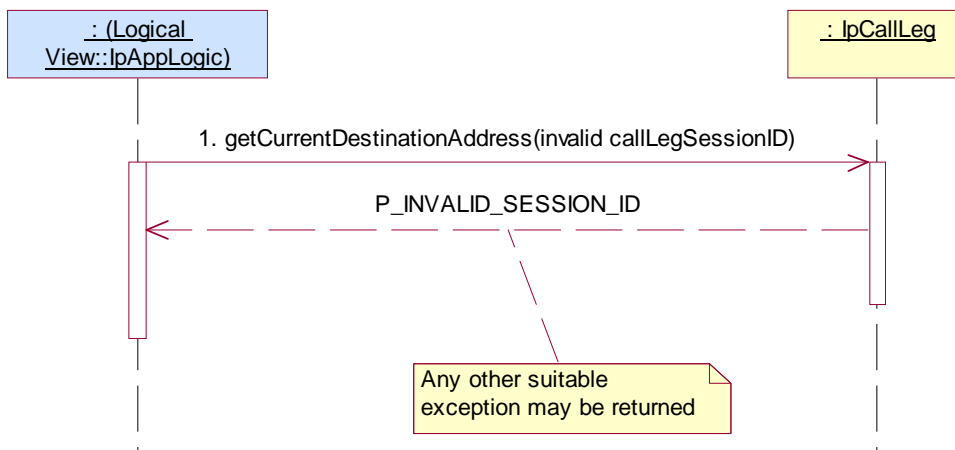 : (Logical
View::IpAppLogic)
: IpCallLeg
1. getCurrentDestinationAddress(invalid callLegSessionID)
P_INVALID_SESSION_ID
Any other suitable
exception may be returned